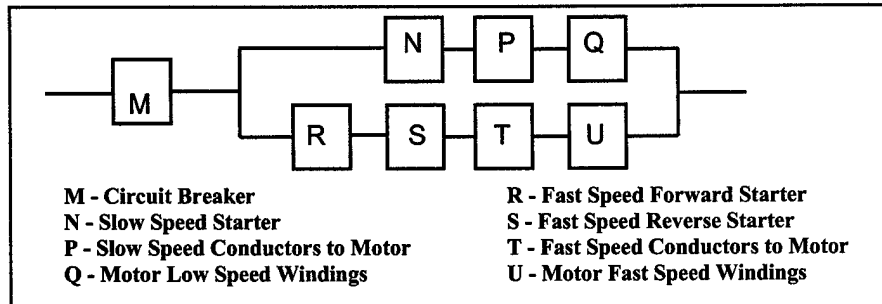 N P Q
M
R S T U
M - Circuit Breaker
N - Slow Speed Starter
P - Slow Speed Conductors to Motor
Q - Motor Low Speed Windings
R - Fast Speed Forward Starter
S - Fast Speed Reverse Starter
T - Fast Speed Conductors to Motor
U - Motor Fast Speed Windings